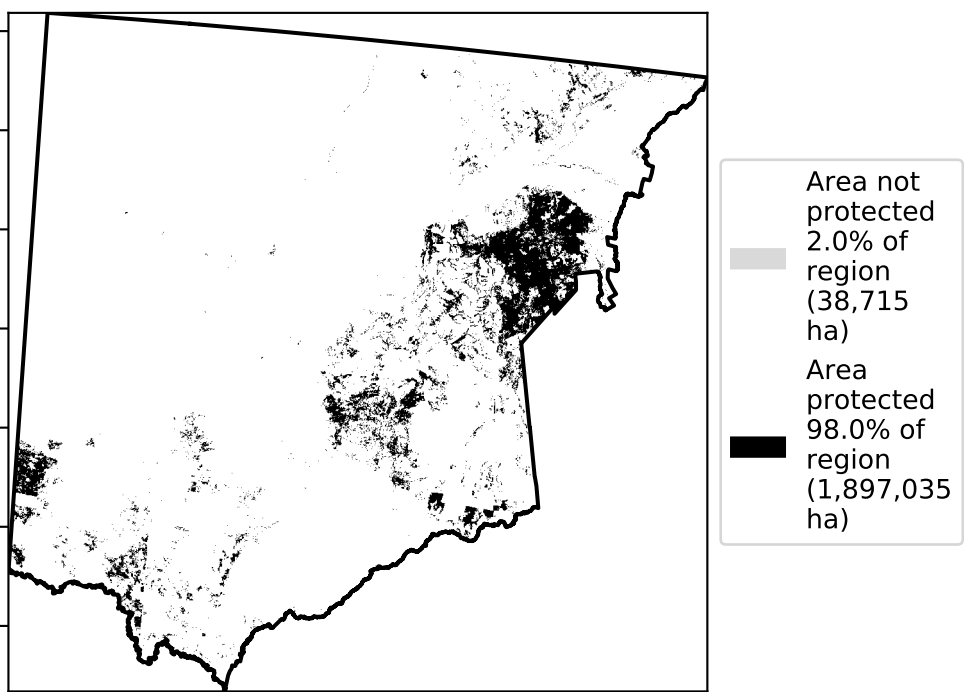 Area not
protected
2.0% of
region
(38,715
ha)
Area
protected
98.0% of
region
(1,897,035
ha)